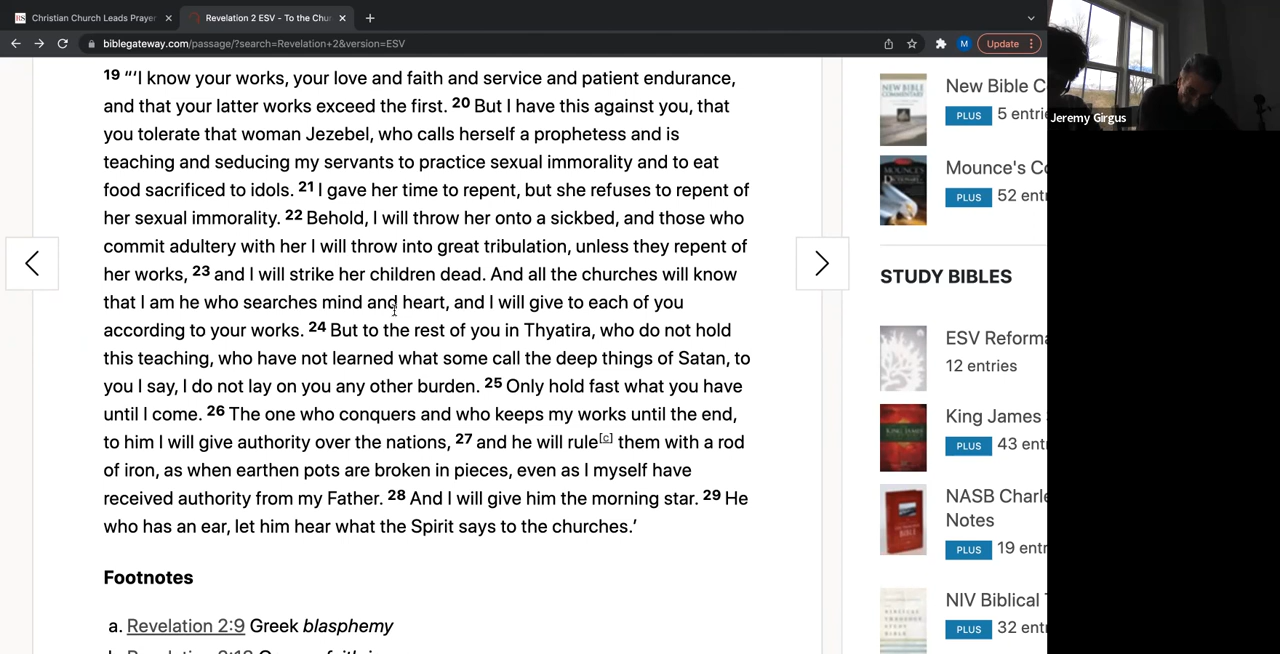 Christian Church Leads Prayer
Revelation 2 ESV - To the Chur
biblegateway.com/passage/?search=Revelation+2&version=ESV
M
Update
19 “‘I know your works, your love and faith and service and patient endurance,
and that your latter works exceed the first. 20 But I have this against you, that
you tolerate that woman Jezebel, who calls herself a prophetess and is
teaching and seducing my servants to practice sexual immorality and to eat
food sacrificed to idols. 21 I gave her time to repent, but she refuses to repent of
her sexual immorality. 22 Behold, I will throw her onto a sickbed, and those who
commit adultery with her I will throw into great tribulation, unless they repent of
her works, 23 and I will strike her children dead. And all the churches will know
that I am he who searches mind and heart, and I will give to each of you
according to your works. 24 But to the rest of you in Thyatira, who do not hold
this teaching, who have not learned what some call the deep things of Satan, to
you I say, I do not lay on you any other burden. 25 Only hold fast what you have
until I come. 26 The one who conquers and who keeps my works until the end,
to him I will give authority over the nations, 27 and he will rule[c] them with a rod
of iron, as when earthen pots are broken in pieces, even as I myself have
received authority from my Father. 28 And I will give him the morning star. 29 He
who has an ear, let him hear what the Spirit says to the churches.’
Footnotes
a. Revelation 2:9 Greek blasphemy
New Bible C
PLUS 5 entrie
Mounce's Co
PLUS 52 entr
STUDY BIBLES
ESV Reforma
12 entries
King James
PLUS 43 entr
NASB Charle
Notes
PLUS 19 entr
NIV Biblical T
PLUS 32 entr
Jeremy Girgus